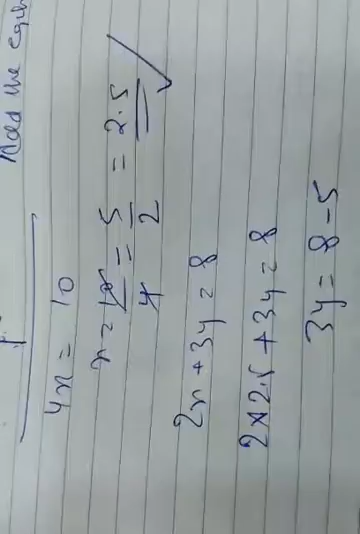 Add the equ
4x = 10
x = 10/4 = 5/2 = 2.5
2x + 3y = 8
2×2.5 + 3y = 8
3y = 8 - 5